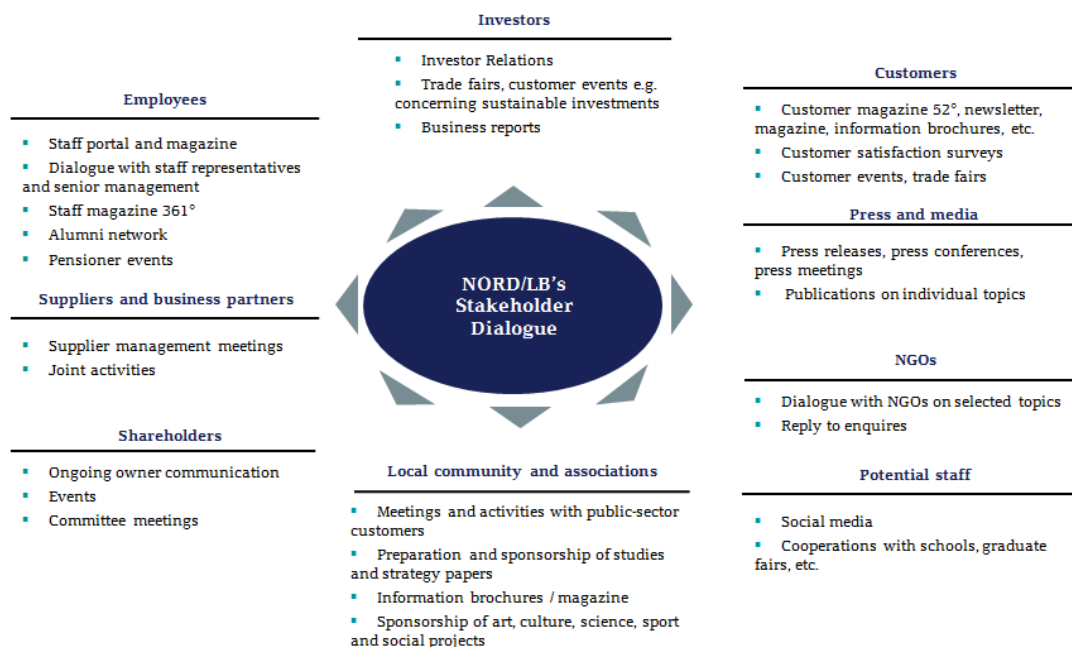 Investors
Investor Relations
Trade fairs, customer events e.g.
concerning sustainable investments
Business reports
Employees
Staff portal and magazine
Dialogue with staff representatives
and senior management
Staff magazine 361°
Alumni network
Pensioner events
Suppliers and business partners
Supplier management meetings
Joint activities
Shareholders
Ongoing owner communication
Events
Committee meetings
NORD/LB’s
Stakeholder
Dialogue
Local community and associations
Meetings and activities with public-sector
customers
Preparation and sponsorship of studies
and strategy papers
Information brochures / magazine
Sponsorship of art, culture, science, sport
and social projects
Customers
Customer magazine 52°, newsletter,
magazine, information brochures, etc.
Customer satisfaction surveys
Customer events, trade fairs
Press and media
Press releases, press conferences,
press meetings
Publications on individual topics
NGOs
Dialogue with NGOs on selected topics
Reply to enquires
Potential staff
Social media
Cooperations with schools, graduate
fairs, etc.